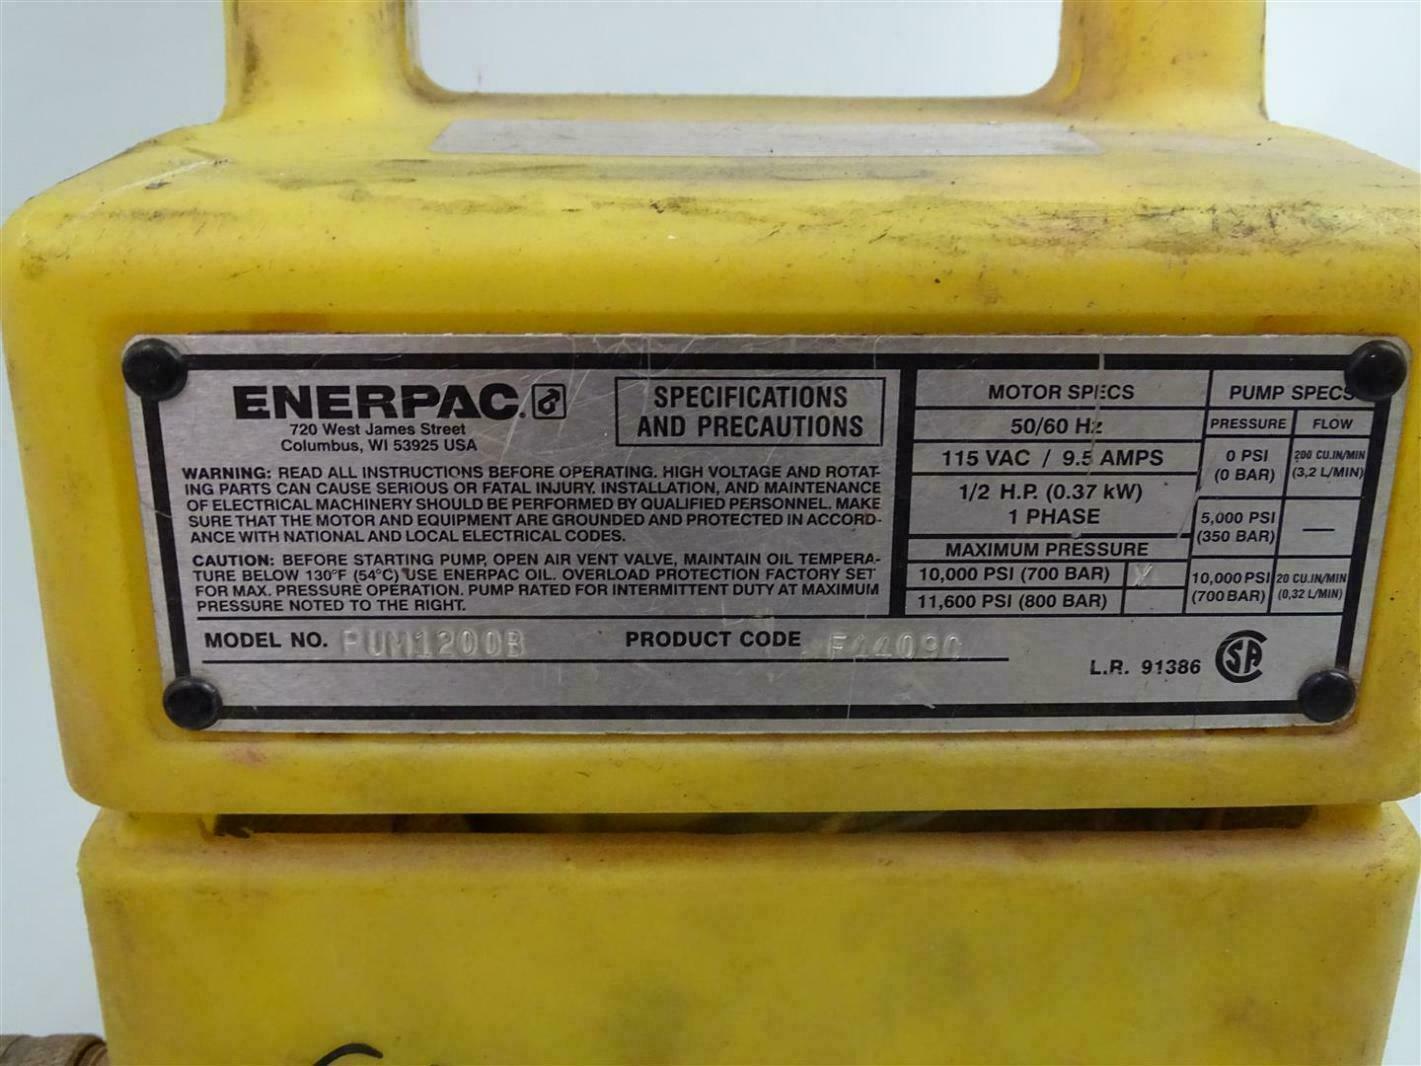 ENERPAC.
720 West James Street
Columbus, WI 53925 USA
SPECIFICATIONS
AND PRECAUTIONS
WARNING: READ ALL INSTRUCTIONS BEFORE OPERATING. HIGH VOLTAGE AND ROTAT-
ING PARTS CAN CAUSE SERIOUS OR FATAL INJURY. INSTALLATION, AND MAINTENANCE
OF ELECTRICAL MACHINERY SHOULD BE PERFORMED BY QUALIFIED PERSONNEL. MAKE
SURE THAT THE MOTOR AND EQUIPMENT ARE GROUNDED AND PROTECTED IN ACCORD-
ANCE WITH NATIONAL AND LOCAL ELECTRICAL CODES.
CAUTION: BEFORE STARTING PUMP, OPEN AIR VENT VALVE, MAINTAIN OIL TEMPERA-
TURE BELOW 130°F (54°C) USE ENERPAC OIL. OVERLOAD PROTECTION FACTORY SET
FOR MAX. PRESSURE OPERATION. PUMP RATED FOR INTERMITTENT DUTY AT MAXIMUM
PRESSURE NOTED TO THE RIGHT.
MODEL NO. PUM1200B PRODUCT CODE
MOTOR SPECS
50/60 Hz
115 VAC / 9.5 AMPS
1/2 H.P. (0.37 kW)
1 PHASE
MAXIMUM PRESSURE
10,000 PSI (700 BAR) X
11,600 PSI (800 BAR)
PUMP SPECS
PRESSURE FLOW
0 PSI 200 CU.IN/MIN
(0 BAR) (3,2 L/MIN)
5,000 PSI —
(350 BAR)
10,000 PSI 20 CU.IN/MIN
(700 BAR) (0,32 L/MIN)
L.R. 91386 CSA